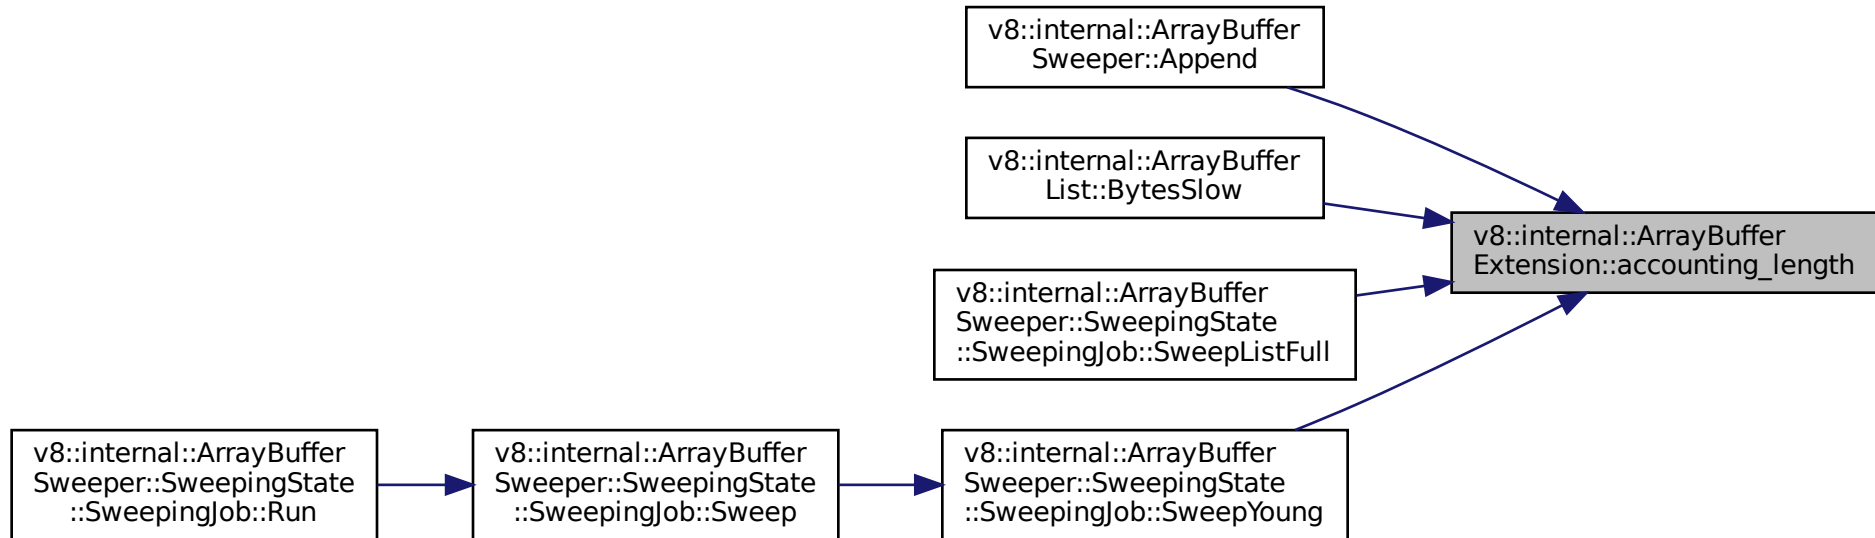 v8::internal::ArrayBuffer
Sweeper::Append
v8::internal::ArrayBuffer
List::BytesSlow
v8::internal::ArrayBuffer
Extension::accounting_length
v8::internal::ArrayBuffer
Sweeper::SweepingState
::SweepingJob::SweepListFull
v8::internal::ArrayBuffer
Sweeper::SweepingState
::SweepingJob::Run
v8::internal::ArrayBuffer
Sweeper::SweepingState
::SweepingJob::Sweep
v8::internal::ArrayBuffer
Sweeper::SweepingState
::SweepingJob::SweepYoung